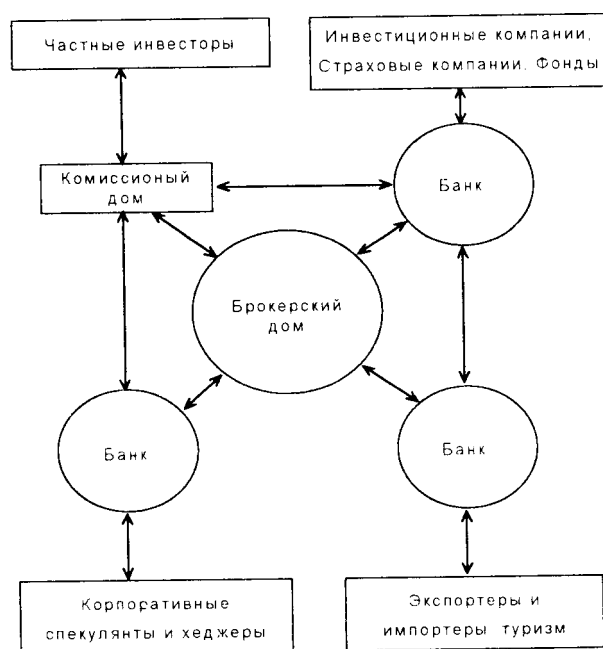 Частные инвесторы
Инвестиционные компании,
Страховые компании, Фонды
Комиссионый
дом
Банк
Брокерский
дом
Банк
Банк
Корпоративные
спекулянты и хеджеры
Экспортеры и
импортеры туризм